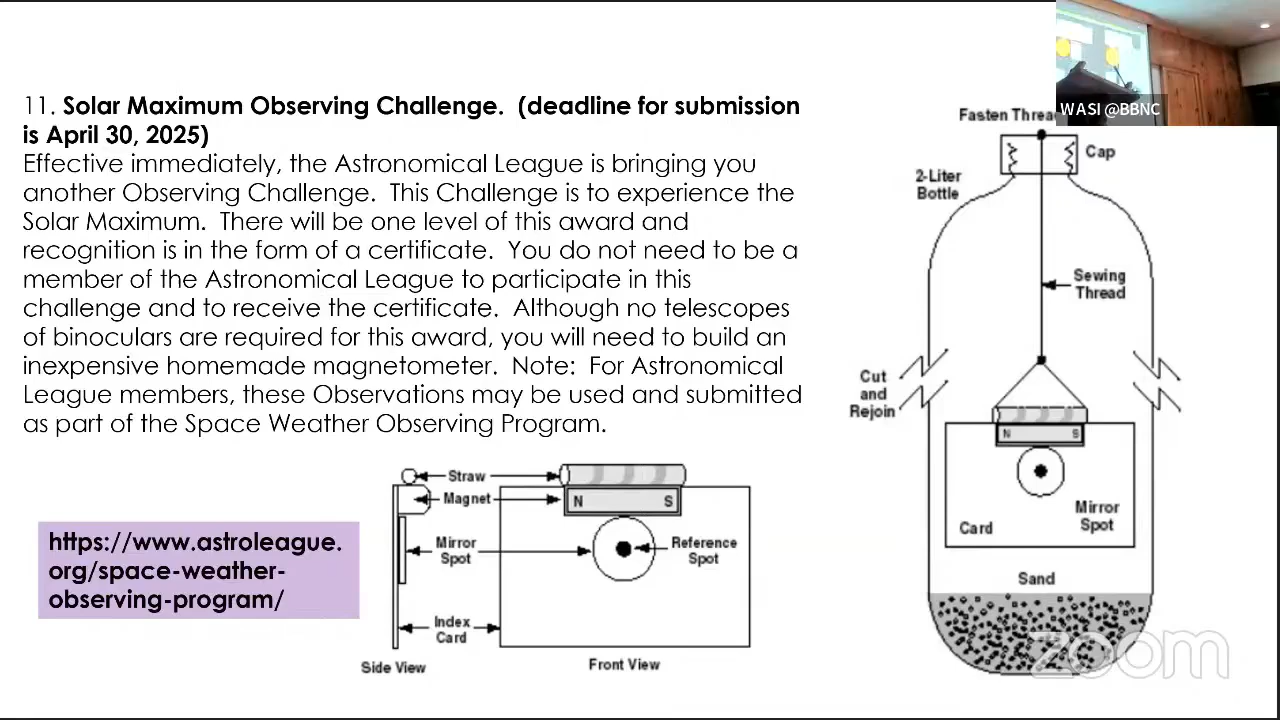 11. Solar Maximum Observing Challenge. (deadline for submission
is April 30, 2025)
Effective immediately, the Astronomical League is bringing you
another Observing Challenge. This Challenge is to experience the
Solar Maximum. There will be one level of this award and
recognition is in the form of a certificate. You do not need to be a
member of the Astronomical League to participate in this
challenge and to receive the certificate. Although no telescopes
of binoculars are required for this award, you will need to build an
inexpensive homemade magnetometer. Note: For Astronomical
League members, these Observations may be used and submitted
as part of the Space Weather Observing Program.
https://www.astroleague.
org/space-weather-
observing-program/
Straw
Magnet
N S
Mirror
Spot
Reference
Spot
Index
Card
Side View
Front View
WASI @BBNC
Fasten Thread
Cap
2-Liter
Bottle
Sewing
Thread
Cut
and
Rejoin
N S
Card
Mirror
Spot
Sand
zoom